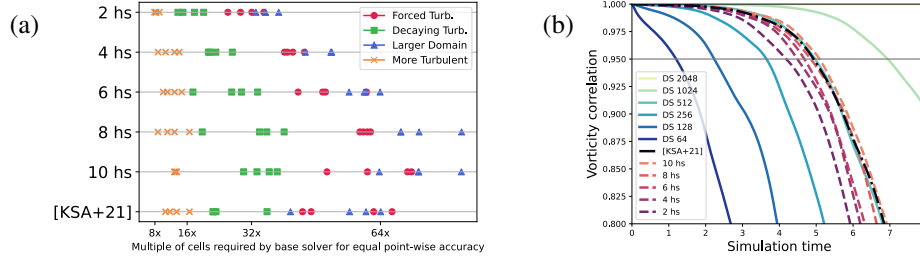 (a)
2 hs
4 hs
6 hs
8 hs
10 hs
[KSA+21]
Forced Turb.
Decaying Turb.
Larger Domain
More Turbulent
8x 16x 32x 64x
Multiple of cells required by base solver for equal point-wise accuracy
(b)
Vorticity correlation
1.000
0.975
0.950
0.925
0.900
0.875
0.850
0.825
0.800
DS 2048
DS 1024
DS 512
DS 256
DS 128
DS 64
[KSA+21]
10 hs
8 hs
6 hs
4 hs
2 hs
0 1 2 3 4 5 6 7
Simulation time